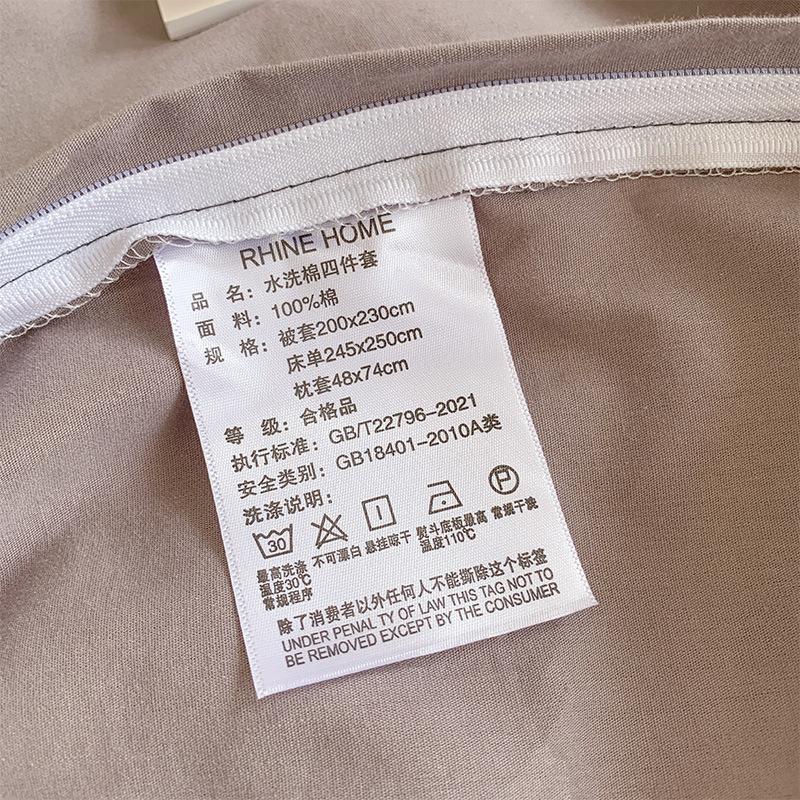 RHINE HOME
品 名：水洗棉四件套
面 料：100%棉
规 格：被套200x230cm
床单245x250cm
枕套48x74cm
等 级：合格品
执行标准：GB/T22796-2021
安全类别：GB18401-2010A类
洗涤说明：
30
P
最高洗涤 不可漂白 悬挂晾干 熨斗底板最高 常规干洗
温度30℃ 温度110℃
常规程序
除了消费者以外任何人不能撕除这个标签
UNDER PENAL TY OF LAW THIS TAG NOT TO
BE REMOVED EXCEPT BY THE CONSUMER